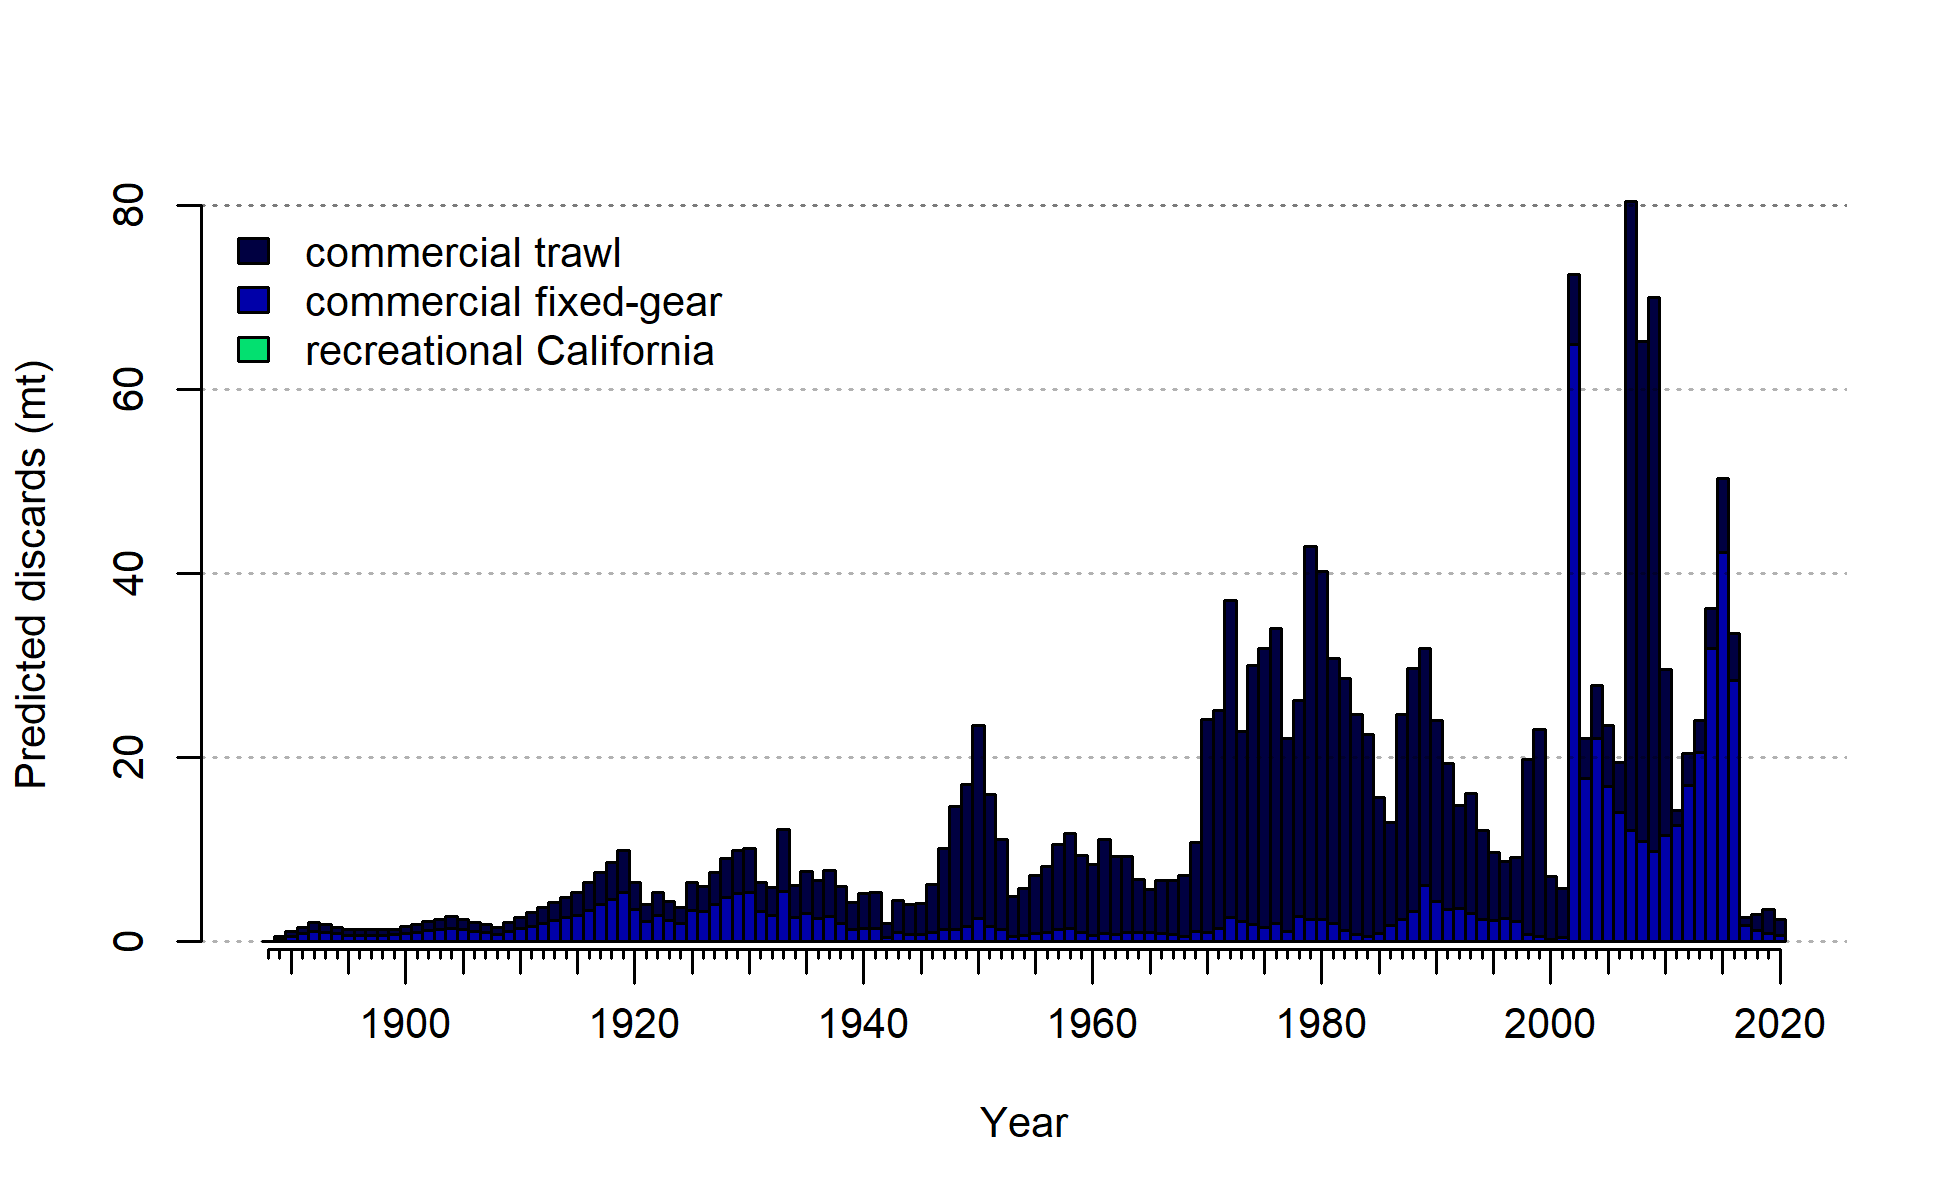 80
60
40
20
0
Predicted discards (mt)
commercial trawl
commercial fixed-gear
recreational California
1900 1920 1940 1960 1980 2000 2020
Year